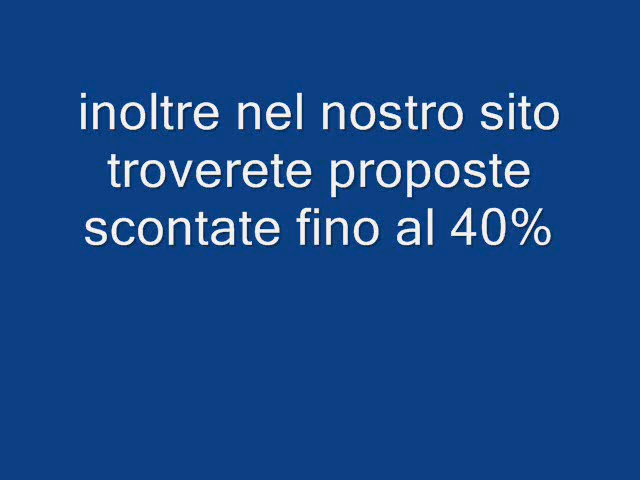 inoltre nel nostro sito
troverete proposte
scontate fino al 40%